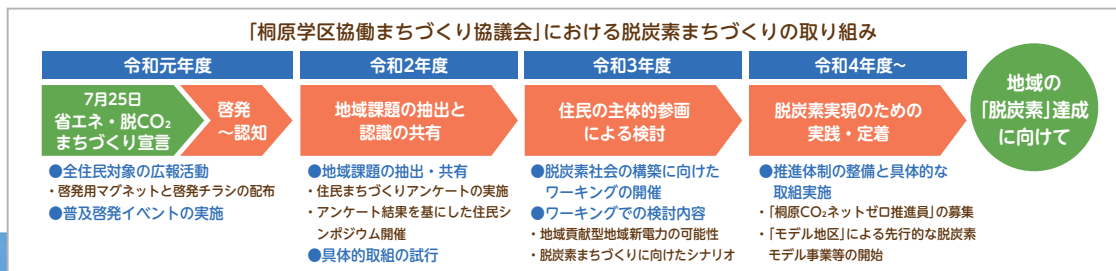 「桐原学区協働まちづくり協議会」における脱炭素まちづくりの取り組み
令和元年度
7月25日
省エネ・脱CO₂
まちづくり宣言
啓発
～認知
●全住民対象の広報活動
・啓発用マグネットと啓発チラシの配布
●普及啓発イベントの実施
令和2年度
地域課題の抽出と
認識の共有
●地域課題の抽出・共有
・住民まちづくりアンケートの実施
・アンケート結果を基にした住民シ
ンポジウム開催
●具体的取組の試行
令和3年度
住民の主体的参画
による検討
●脱炭素社会の構築に向けた
ワーキングの開催
●ワーキングでの検討内容
・地域貢献型地域新電力の可能性
・脱炭素まちづくりに向けたシナリオ
令和4年度～
脱炭素実現のための
実践・定着
●推進体制の整備と具体的な
取組実施
・「桐原CO₂ネットゼロ推進員」の募集
・「モデル地区」による先行的な脱炭素
モデル事業等の開始
地域の
「脱炭素」達成
に向けて